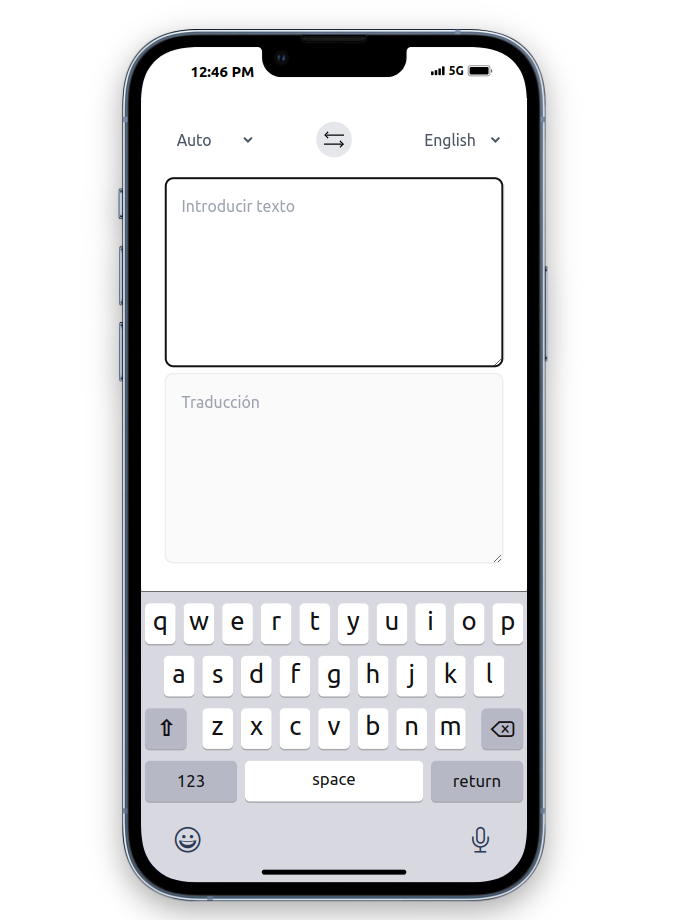 12:46 PM 5G
Auto English
Introducir texto
Traducción
q w e r t y u i o p
a s d f g h j k l
z x c v b n m
123 space return